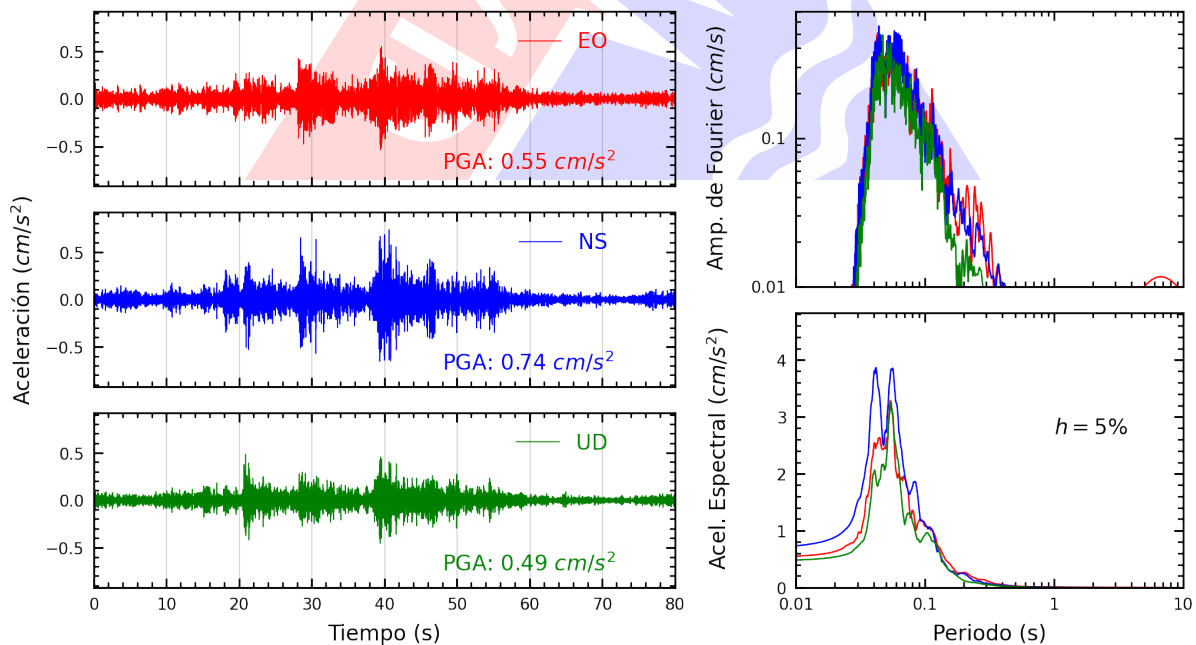 Aceleración (cm/s²)
0.5
0.0
−0.5
EO
PGA: 0.55 cm/s²
0.5
0.0
−0.5
NS
PGA: 0.74 cm/s²
0.5
0.0
−0.5
UD
PGA: 0.49 cm/s²
0 10 20 30 40 50 60 70 80
Tiempo (s)
Amp. de Fourier (cm/s)
0.1
0.01
Acel. Espectral (cm/s²)
4
3
2
1
0
h = 5%
0.01 0.1 1 10
Periodo (s)